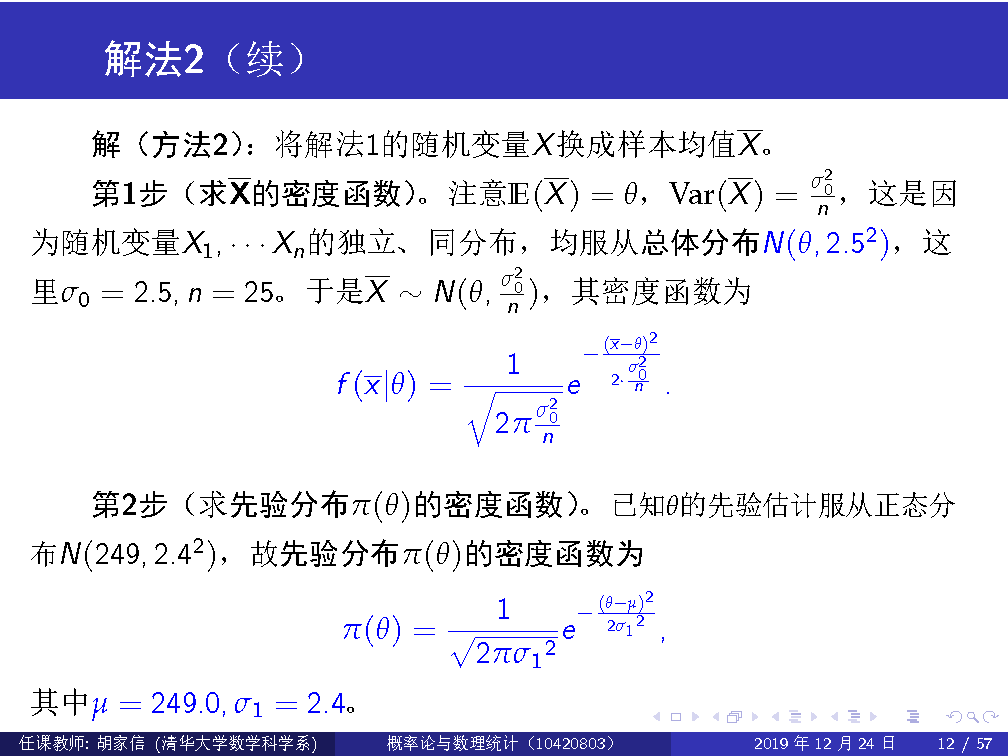 解法2（续）
解（方法2）：将解法1的随机变量X换成样本均值X̅。
第1步（求X̅的密度函数）。注意𝔼(X̅) = θ，Var(X̅) = σ₀²/n，这是因
为随机变量X₁, ⋯ Xₙ的独立、同分布，均服从总体分布N(θ, 2.5²)，这
里σ₀ = 2.5, n = 25。于是X̅ ∼ N(θ, σ₀²/n)，其密度函数为
f(x̅|θ) = 1/√(2π σ₀²/n) e^{−(x̅−θ)²/(2·σ₀²/n)} .
第2步（求先验分布π(θ)的密度函数）。已知θ的先验估计服从正态分
布N(249, 2.4²)，故先验分布π(θ)的密度函数为
π(θ) = 1/√(2πσ₁²) e^{−(θ−μ)²/(2σ₁²)} ,
其中μ = 249.0, σ₁ = 2.4。
任课教师: 胡家信 (清华大学数学科学系) 概率论与数理统计（10420803） 2019 年 12 月 24 日 12 / 57